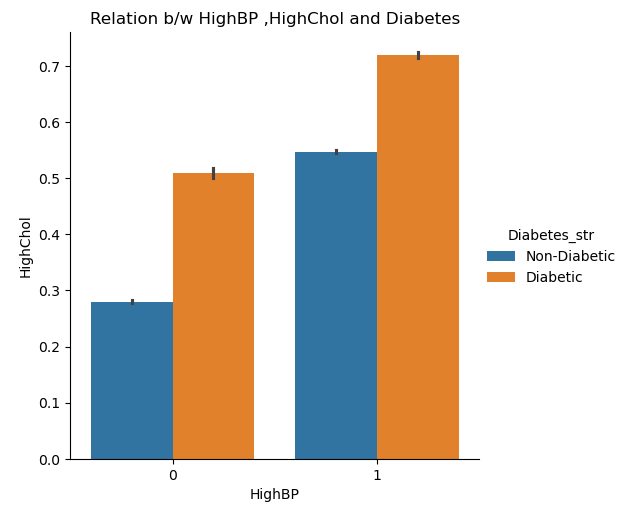 Relation b/w HighBP ,HighChol and Diabetes
0.7
0.6
0.5
0.4
0.3
0.2
0.1
0.0
HighChol
0
1
HighBP
Diabetes_str
Non-Diabetic
Diabetic